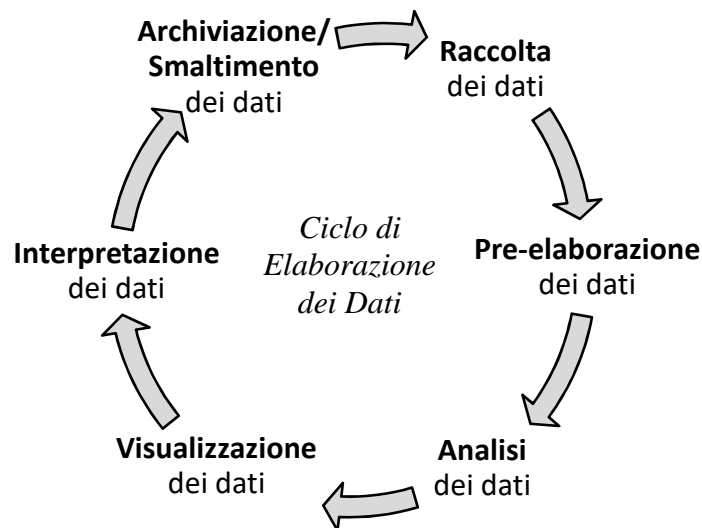 Archiviazione/
Smaltimento
dei dati
Raccolta
dei dati
Pre-elaborazione
dei dati
Analisi
dei dati
Visualizzazione
dei dati
Interpretazione
dei dati
Ciclo di
Elaborazione
dei Dati